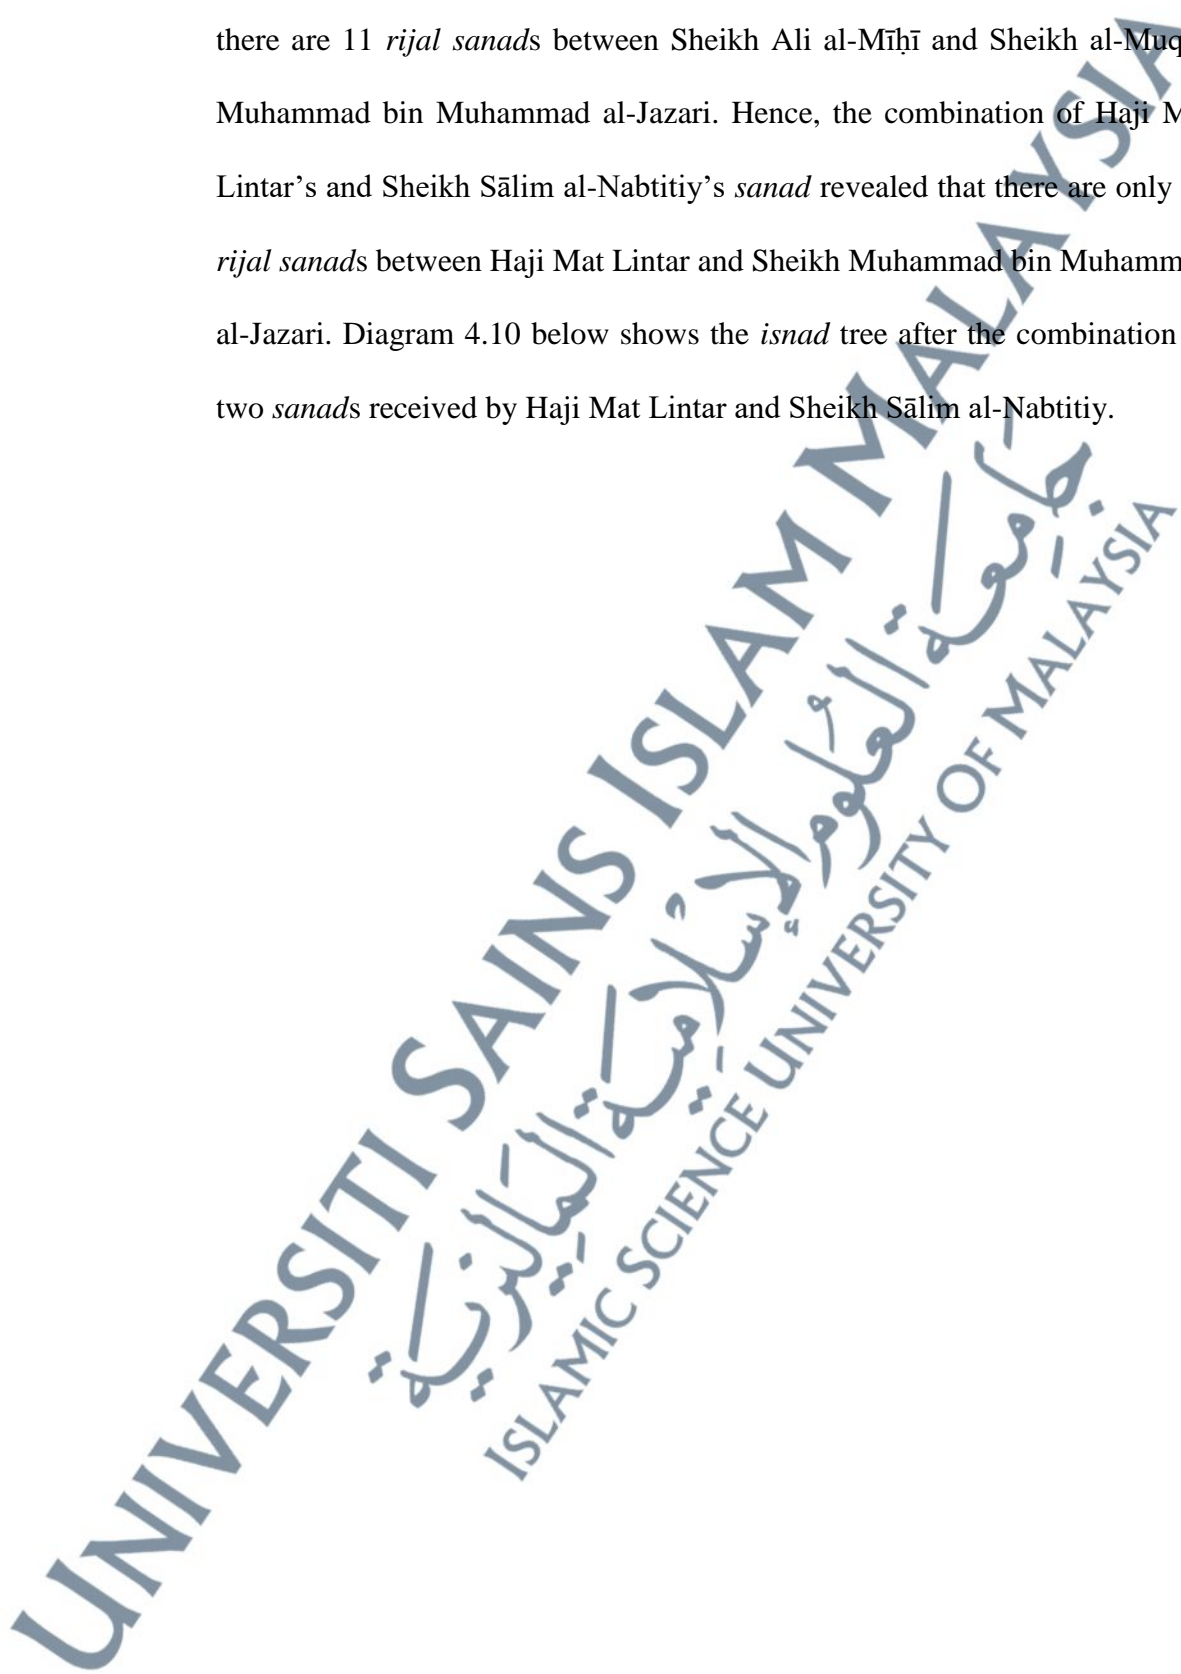 there are 11 rijal sanads between Sheikh Ali al-Mīḥī and Sheikh al-Muq
Muhammad bin Muhammad al-Jazari. Hence, the combination of Haji M
Lintar’s and Sheikh Sālim al-Nabtitiy’s sanad revealed that there are only
rijal sanads between Haji Mat Lintar and Sheikh Muhammad bin Muhamm
al-Jazari. Diagram 4.10 below shows the isnad tree after the combination
two sanads received by Haji Mat Lintar and Sheikh Sālim al-Nabtitiy.
UNIVERSITI SAINS ISLAM MALAYSIA
جامعة العلوم الإسلامية الماليزية
ISLAMIC SCIENCE UNIVERSITY OF MALAYSIA